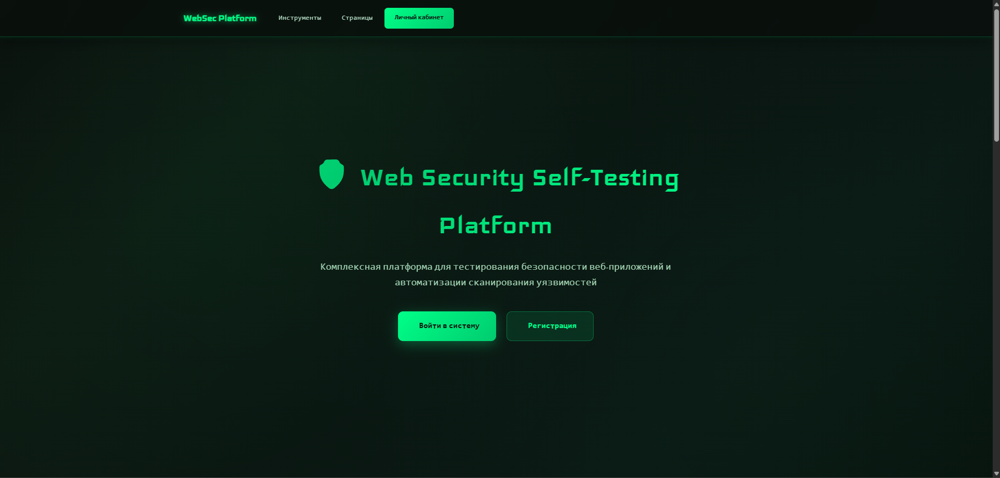 WebSec Platform
Инструменты
Страницы
Личный кабинет
Web Security Self-Testing
Platform
Комплексная платформа для тестирования безопасности веб-приложений и
автоматизации сканирования уязвимостей
Войти в систему
Регистрация